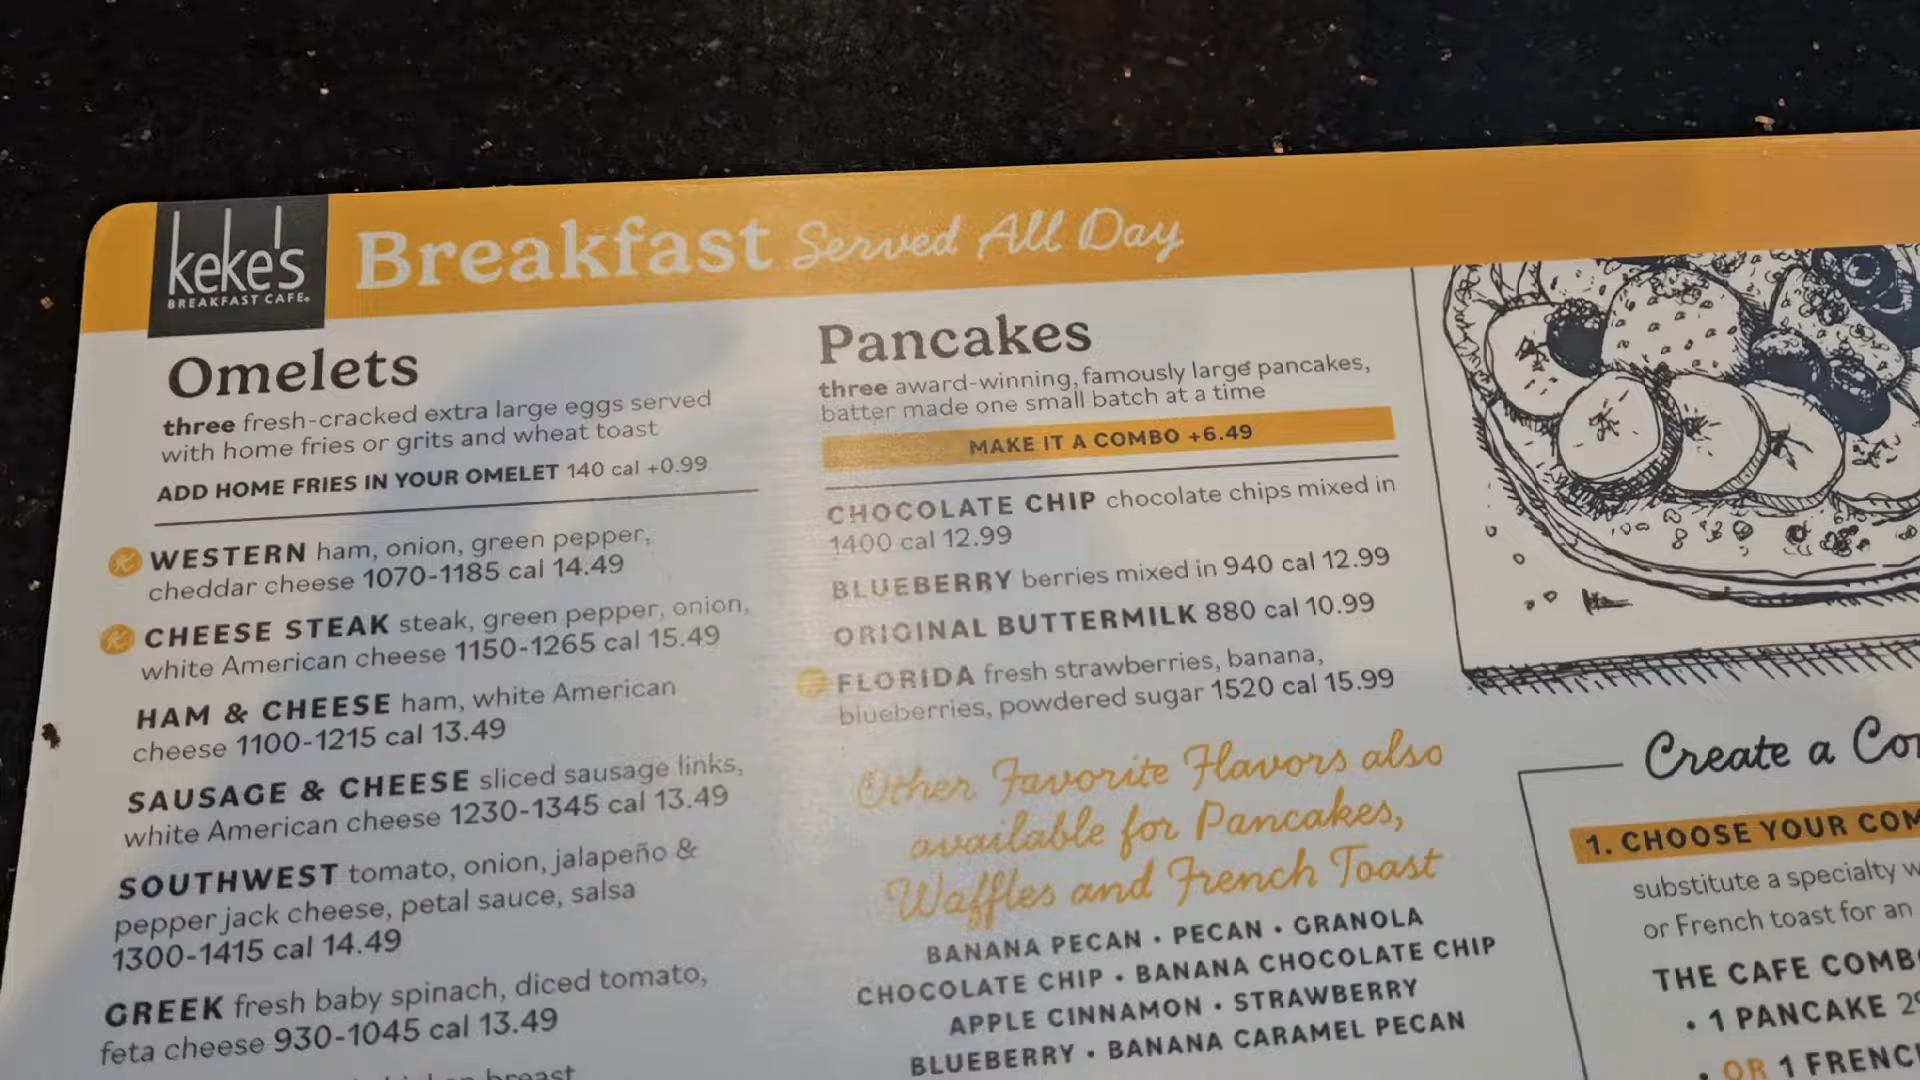 keke's
BREAKFAST CAFE
Breakfast Served All Day
Omelets
three fresh-cracked extra large eggs served
with home fries or grits and wheat toast
ADD HOME FRIES IN YOUR OMELET 140 cal +0.99
WESTERN ham, onion, green pepper,
cheddar cheese 1070-1185 cal 14.49
CHEESE STEAK steak, green pepper, onion,
white American cheese 1150-1265 cal 15.49
HAM & CHEESE ham, white American
cheese 1100-1215 cal 13.49
SAUSAGE & CHEESE sliced sausage links,
white American cheese 1230-1345 cal 13.49
SOUTHWEST tomato, onion, jalapeño &
pepper jack cheese, petal sauce, salsa
1300-1415 cal 14.49
GREEK fresh baby spinach, diced tomato,
feta cheese 930-1045 cal 13.49
breast
Pancakes
three award-winning, famously large pancakes,
batter made one small batch at a time
MAKE IT A COMBO +6.49
CHOCOLATE CHIP chocolate chips mixed in
1400 cal 12.99
BLUEBERRY berries mixed in 940 cal 12.99
ORIGINAL BUTTERMILK 880 cal 10.99
FLORIDA fresh strawberries, banana,
blueberries, powdered sugar 1520 cal 15.99
Other Favorite Flavors also
available for Pancakes,
Waffles and French Toast
BANANA PECAN • PECAN • GRANOLA
CHOCOLATE CHIP • BANANA CHOCOLATE CHIP
APPLE CINNAMON • STRAWBERRY
BLUEBERRY • BANANA CARAMEL PECAN
Create a Co
1. CHOOSE YOUR COM
substitute a specialty w
or French toast for an
THE CAFE COMB
• 1 PANCAKE 29
• OR 1 FRENC